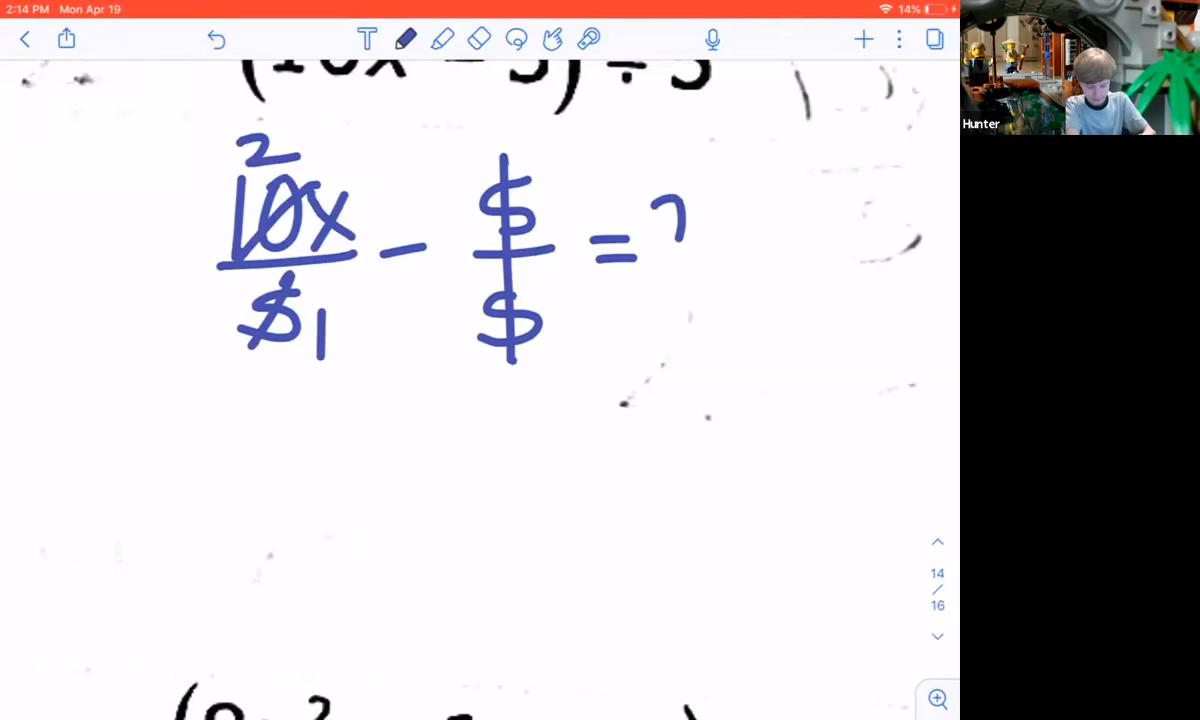 2:14 PM Mon Apr 19 14%
T
Hunter
(10x − 5) ÷ 5
2
10x/5 1 − 5/5 = ?
14
/
16